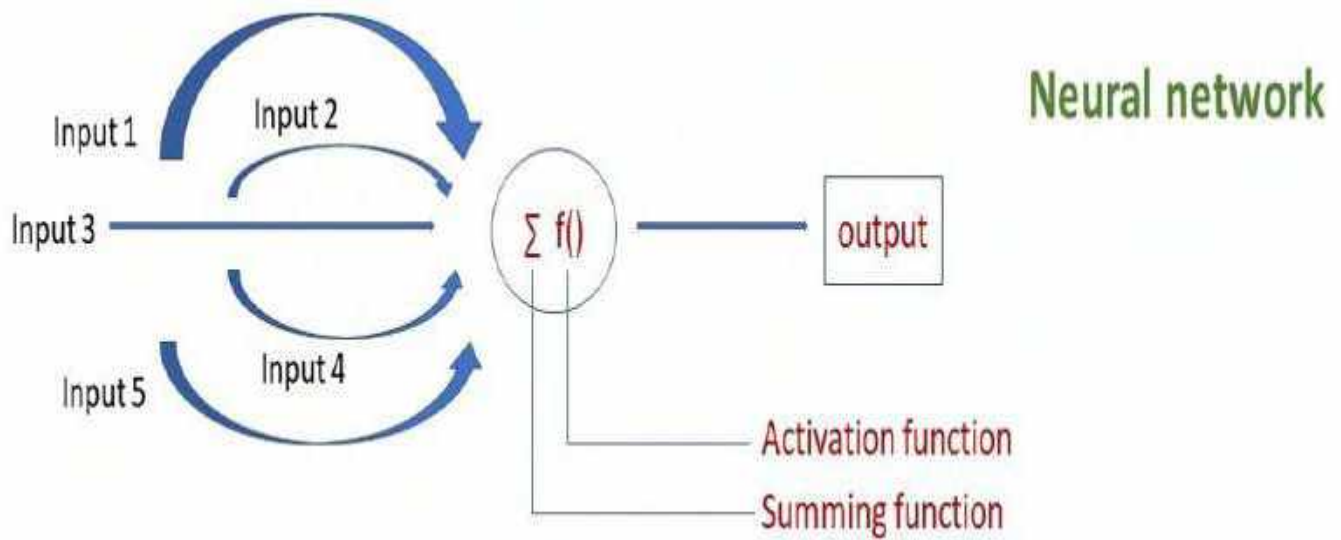 Neural network
Input 1
Input 2
Input 3
∑ f()
output
Input 4
Input 5
Activation function
Summing function